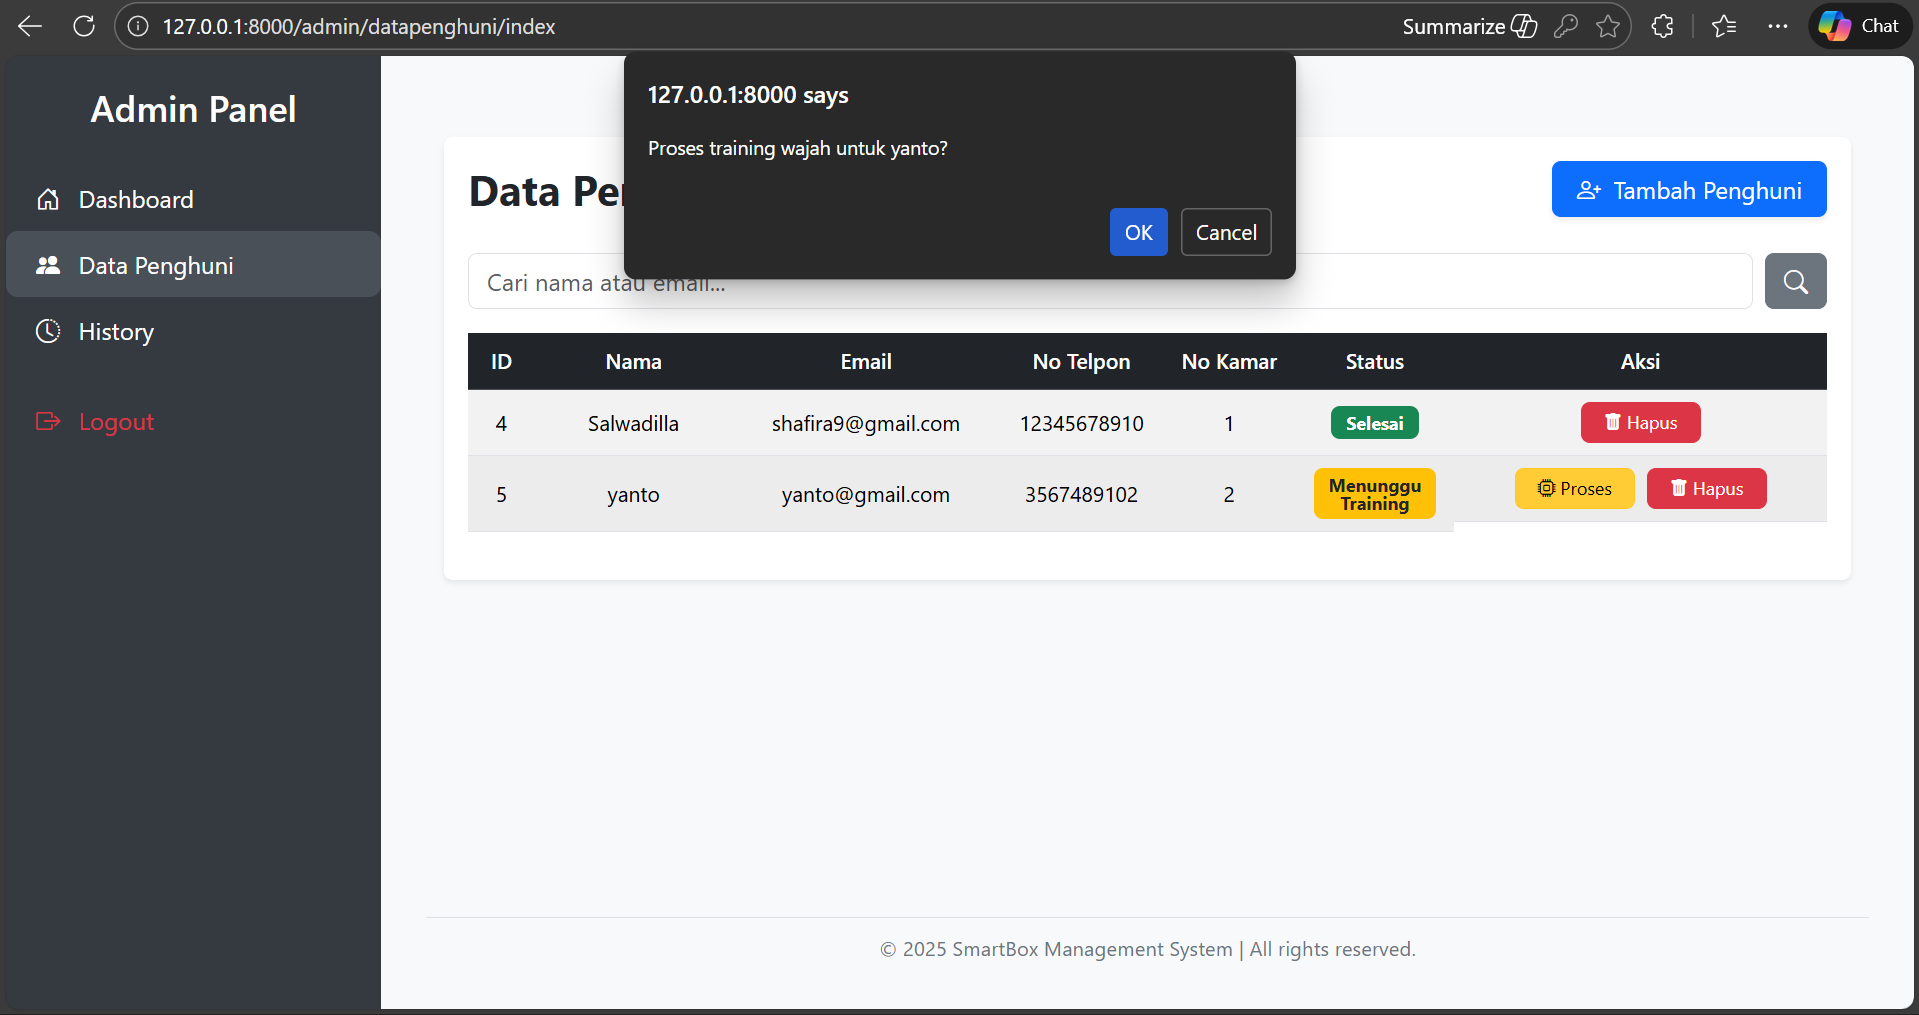 127.0.0.1:8000/admin/datapenghuni/index
Summarize
Chat
127.0.0.1:8000 says
Proses training wajah untuk yanto?
OK
Cancel
Admin Panel
Dashboard
Data Penghuni
History
Logout
Data Pe
Tambah Penghuni
Cari nama atau email...
ID Nama Email No Telpon No Kamar Status Aksi
4 Salwadilla shafira9@gmail.com 12345678910 1 Selesai Hapus
5 yanto yanto@gmail.com 3567489102 2 Menunggu
Training Proses Hapus
© 2025 SmartBox Management System | All rights reserved.